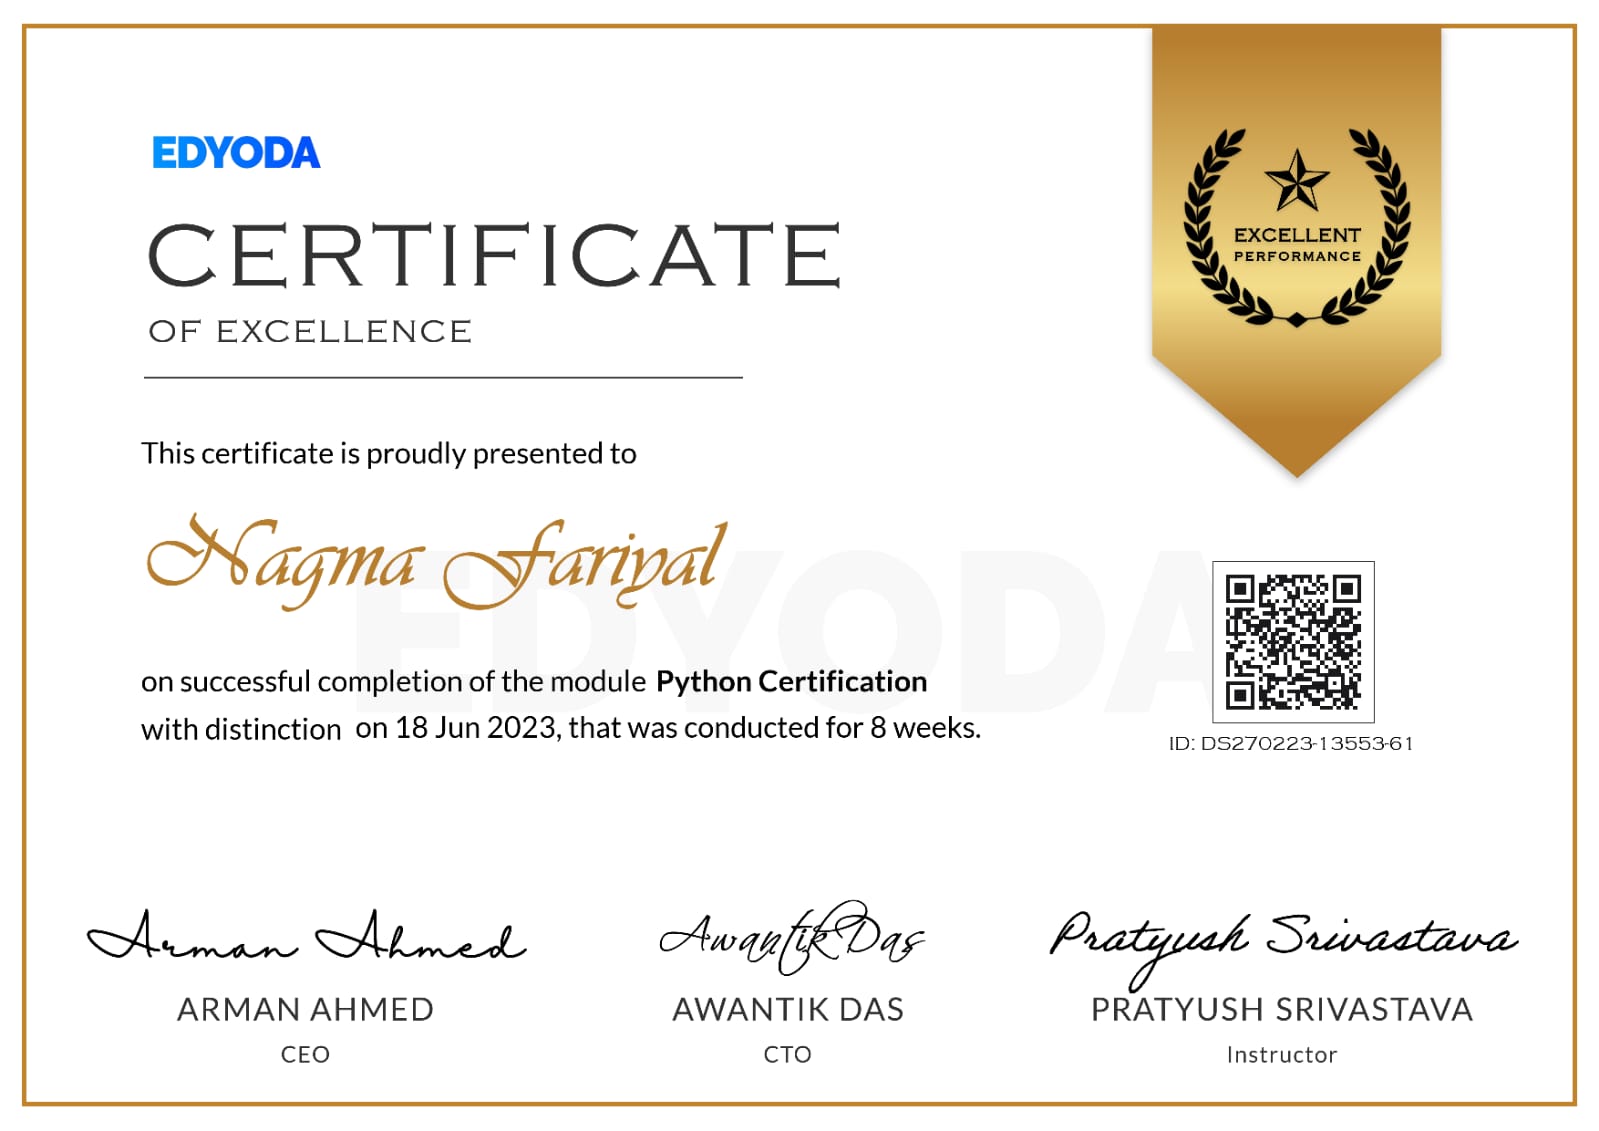 EDYODA
CERTIFICATE
OF EXCELLENCE
EXCELLENT
PERFORMANCE
This certificate is proudly presented to
Nagma Fariyal
EDYODA
on successful completion of the module Python Certification
with distinction on 18 Jun 2023, that was conducted for 8 weeks.
ID: DS270223-13553-61
Arman Ahmed
Awantik Das
Pratyush Srivastava
ARMAN AHMED
AWANTIK DAS
PRATYUSH SRIVASTAVA
CEO
CTO
Instructor